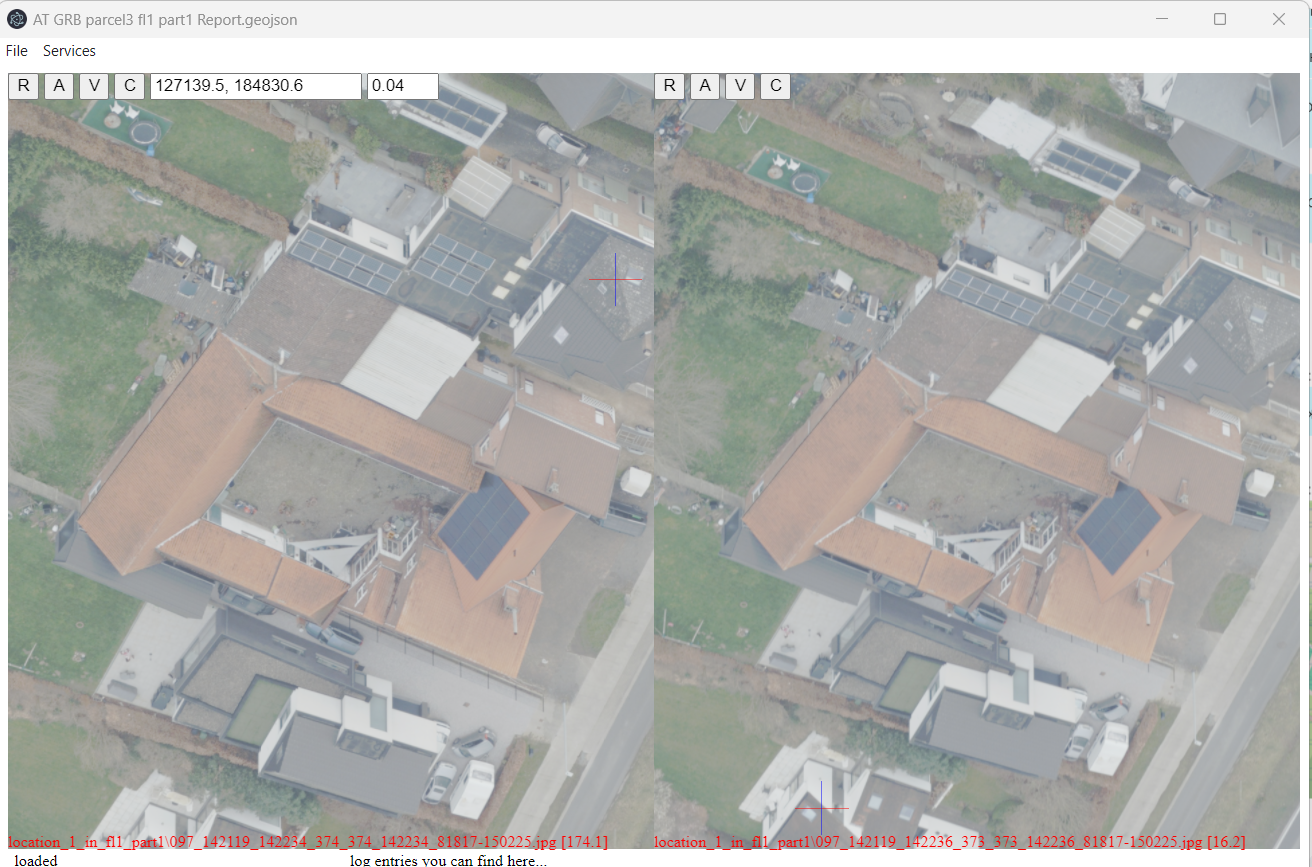 AT GRB parcel3 fl1 part1 Report.geojson
File Services
R A V C 127139.5, 184830.6 0.04
R A V C
location_1_in_fl1_part1\097_142119_142234_374_374_142234_81817-150225.jpg [174.1]
location_1_in_fl1_part1\097_142119_142236_373_373_142236_81817-150225.jpg [16.2]
loaded
log entries you can find here...